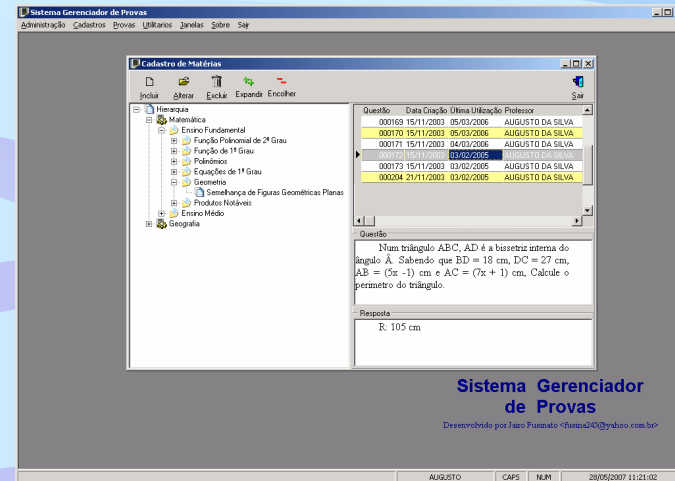 Sistema Gerenciador de Provas
Administração Cadastros Provas Utilitarios Janelas Sobre Sair
Cadastro de Matérias
Incluir Alterar Excluir Expandir Encolher Sair
Hierarquia
Matemática
Ensino Fundamental
Função Polinomial de 2º Grau
Função de 1º Grau
Polinômios
Equações de 1º Grau
Geometria
Semelhança de Figuras Geométricas Planas
Produtos Notáveis
Ensino Médio
Geografia
Questão Data Criação Última Utilização Professor
000169 15/11/2003 05/03/2006 AUGUSTO DA SILVA
000170 15/11/2003 05/03/2006 AUGUSTO DA SILVA
000171 15/11/2003 04/03/2006 AUGUSTO DA SILVA
000172 15/11/2003 03/02/2005 AUGUSTO DA SILVA
000173 15/11/2003 03/02/2005 AUGUSTO DA SILVA
000204 21/11/2003 03/02/2005 AUGUSTO DA SILVA
Questão
Num triângulo ABC, AD é a bissetriz interna do
ângulo Â. Sabendo que BD = 18 cm, DC = 27 cm,
AB = (5x -1) cm e AC = (7x + 1) cm, Calcule o
perimetro do triângulo.
Resposta
R: 105 cm
Sistema Gerenciador
de Provas
Desenvolvido por Jairo Fusinato <fusina245@yahoo.com.br>
AUGUSTO CAPS NUM 28/05/2007 11:21:02